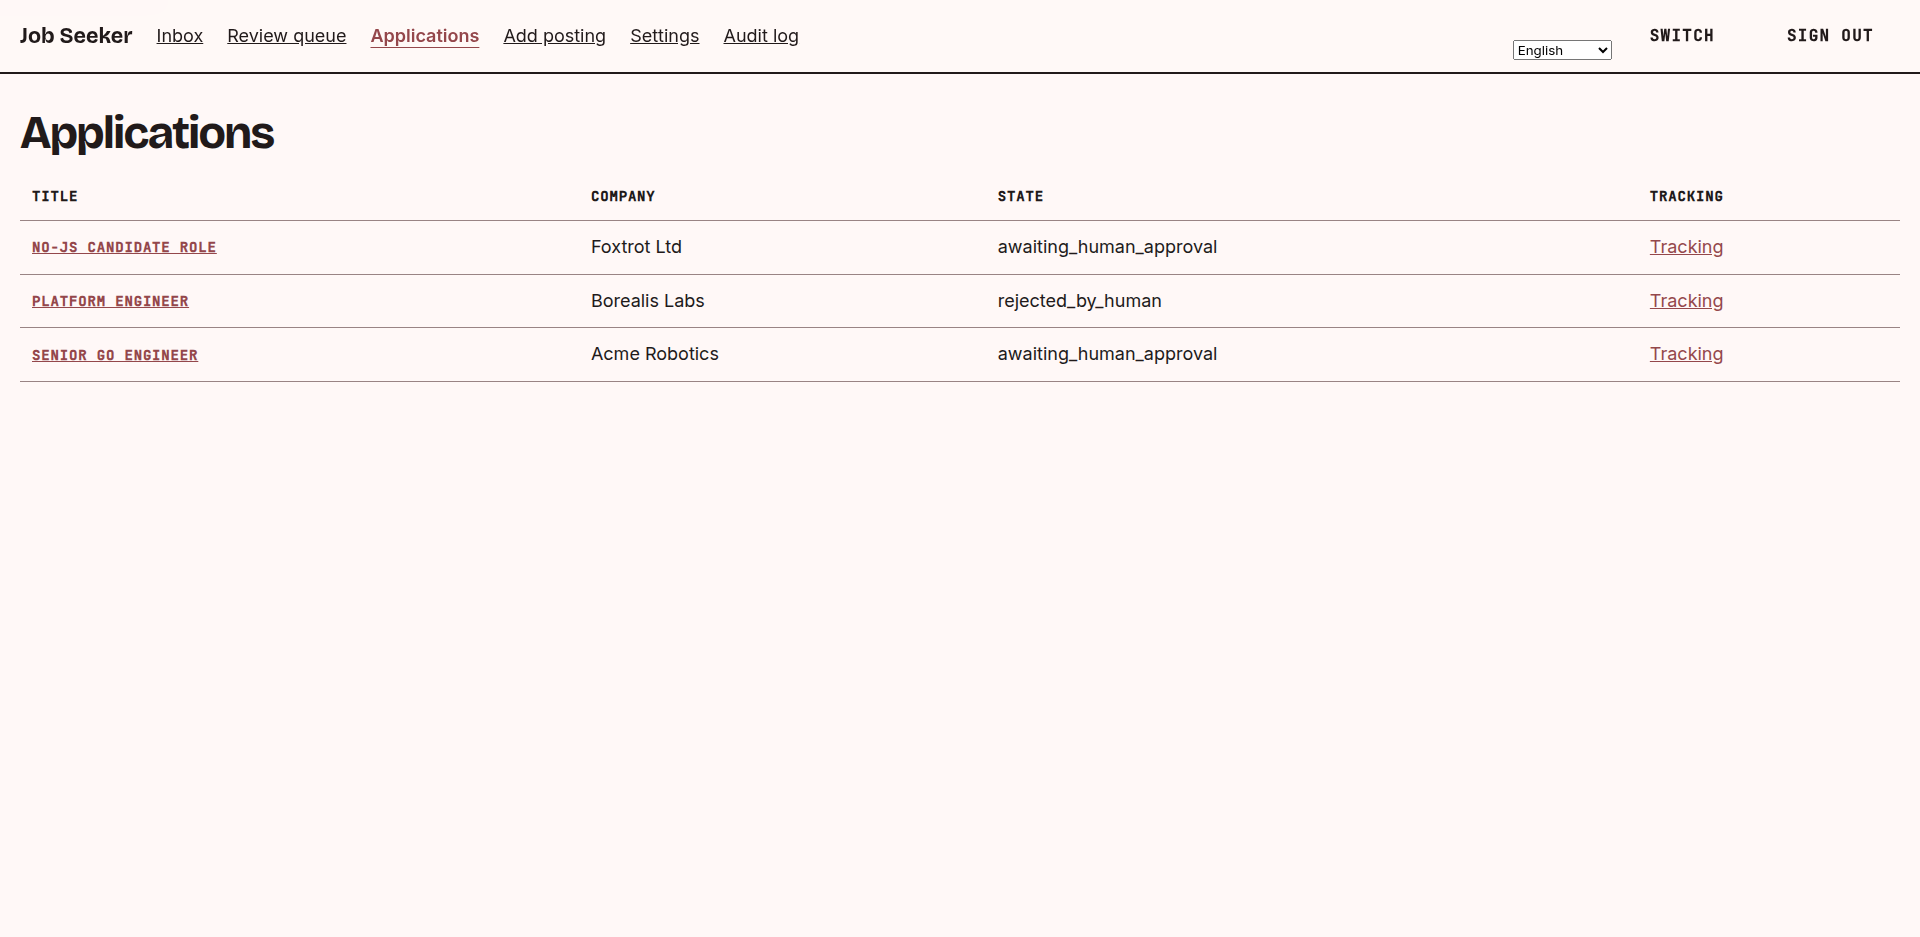 Job Seeker Inbox Review queue Applications Add posting Settings Audit log English SWITCH SIGN OUT
Applications
TITLE COMPANY STATE TRACKING
NO-JS CANDIDATE ROLE Foxtrot Ltd awaiting_human_approval Tracking
PLATFORM ENGINEER Borealis Labs rejected_by_human Tracking
SENIOR GO ENGINEER Acme Robotics awaiting_human_approval Tracking